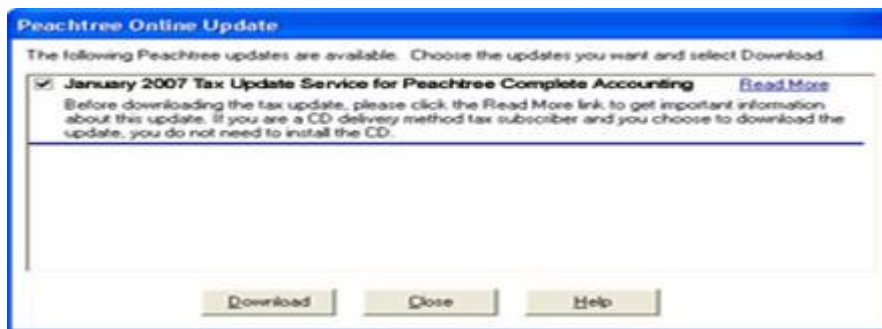 Peachtree Online Update
The following Peachtree updates are available. Choose the updates you want and select Download.
January 2007 Tax Update Service for Peachtree Complete Accounting Read More
Before downloading the tax update, please click the Read More link to get important information
about this update. If you are a CD delivery method tax subscriber and you choose to download the
update, you do not need to install the CD.
Download Close Help